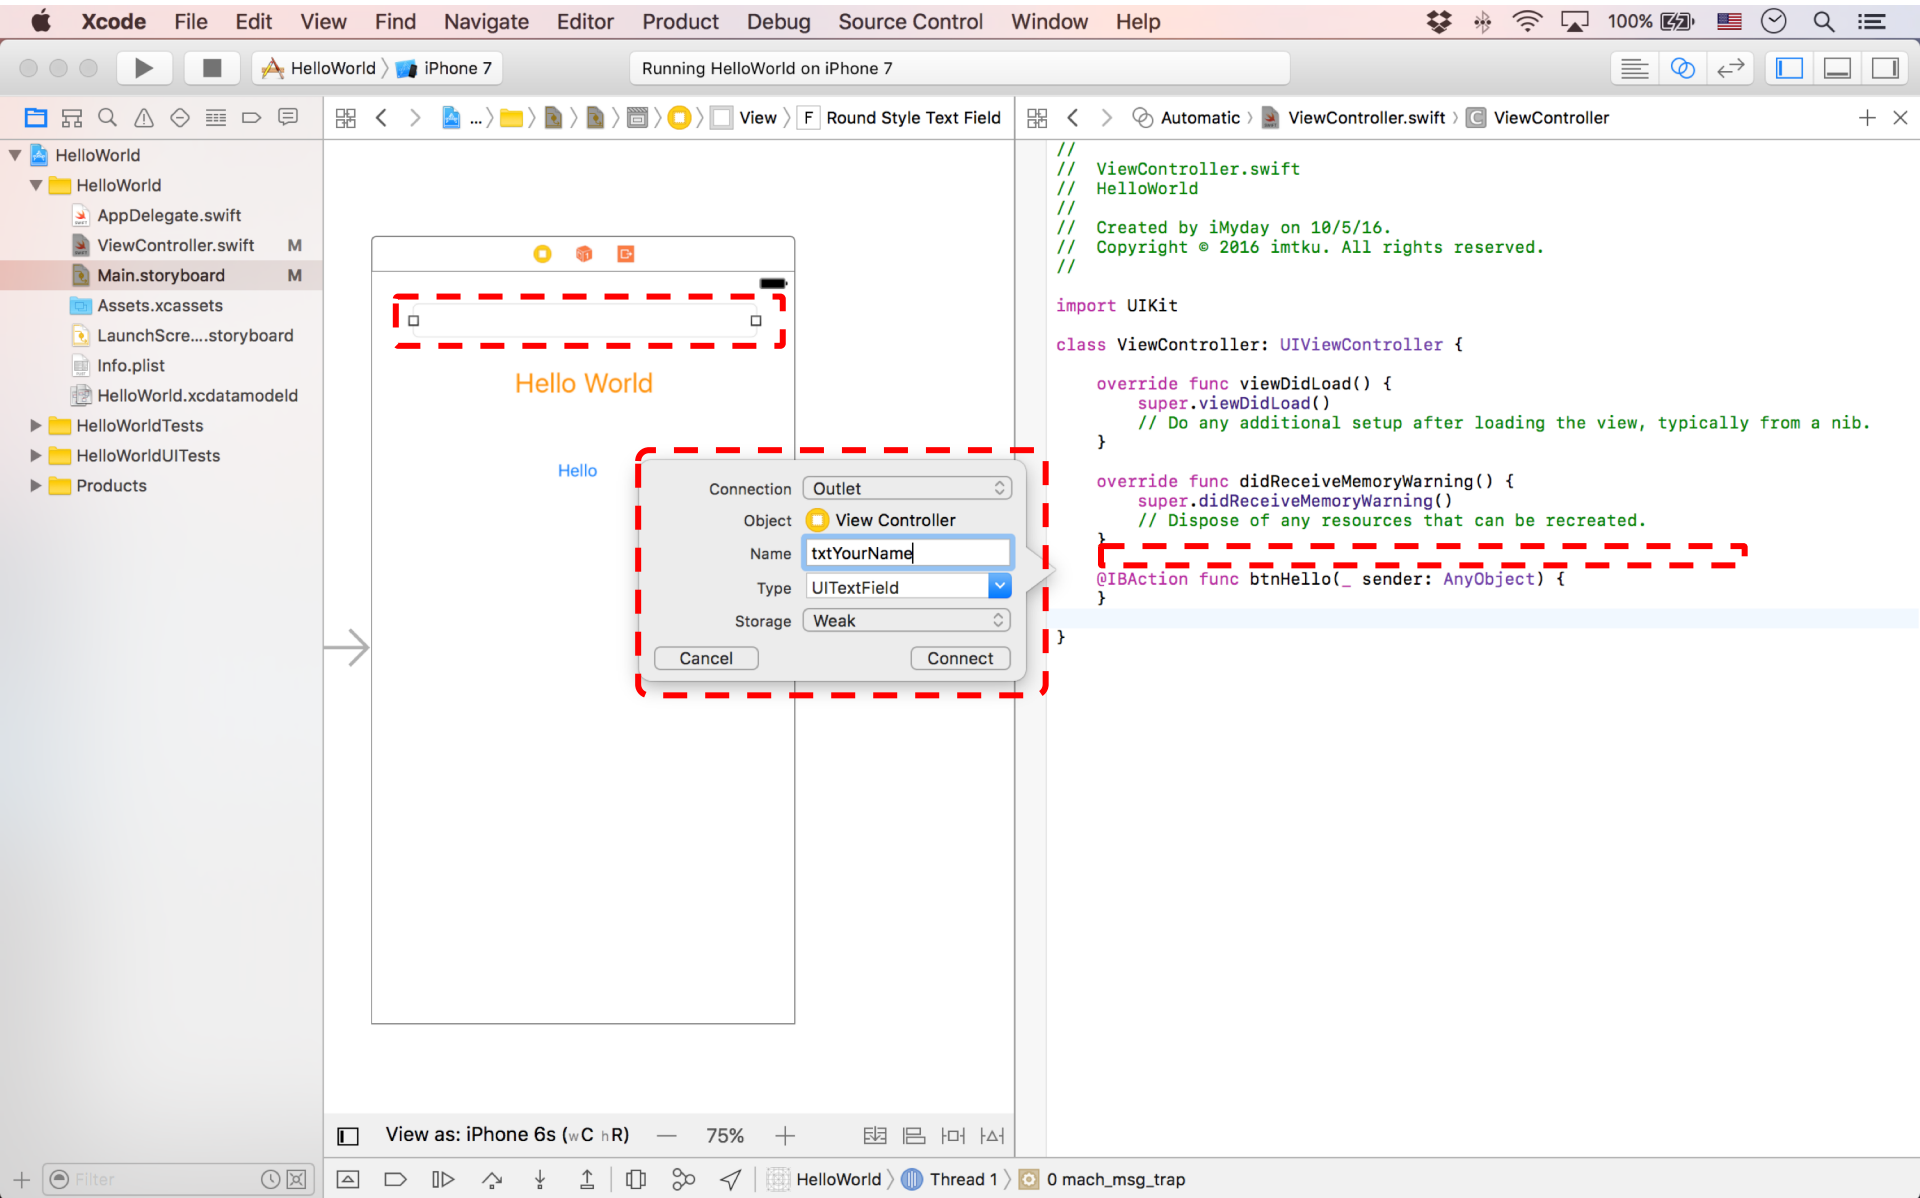 Xcode File Edit View Find Navigate Editor Product Debug Source Control Window Help 100%
HelloWorld iPhone 7 Running HelloWorld on iPhone 7
... View F Round Style Text Field Automatic ViewController.swift C ViewController
HelloWorld
HelloWorld
AppDelegate.swift
ViewController.swift M
Main.storyboard M
Assets.xcassets
LaunchScre....storyboard
Info.plist
HelloWorld.xcdatamodeld
HelloWorldTests
HelloWorldUITests
Products
Hello World
Hello
Connection Outlet
Object View Controller
Name txtYourName
Type UITextField
Storage Weak
Cancel Connect
//
// ViewController.swift
// HelloWorld
//
// Created by iMyday on 10/5/16.
// Copyright © 2016 imtku. All rights reserved.
//
import UIKit
class ViewController: UIViewController {
override func viewDidLoad() {
super.viewDidLoad()
// Do any additional setup after loading the view, typically from a nib.
}
override func didReceiveMemoryWarning() {
super.didReceiveMemoryWarning()
// Dispose of any resources that can be recreated.
}
@IBAction func btnHello(_ sender: AnyObject) {
}
}
View as: iPhone 6s (wC hR) — 75% +
Filter HelloWorld Thread 1 0 mach_msg_trap